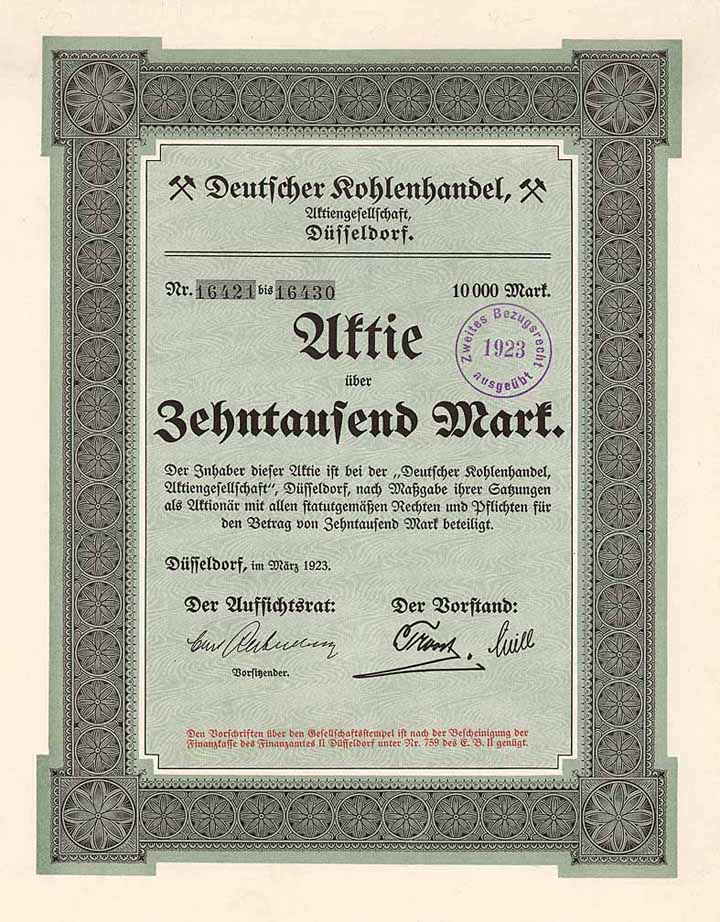 Deutscher Kohlenhandel,
Aktiengesellschaft,
Düsseldorf.
Nr. 16421 bis 16430 10 000 Mark.
Zweites Bezugsrecht
1923
ausgeübt
Aktie
über
Zehntausend Mark.
Der Inhaber dieser Aktie ist bei der „Deutscher Kohlenhandel,
Aktiengesellschaft“, Düsseldorf, nach Maßgabe ihrer Satzungen
als Aktionär mit allen statutgemäßen Rechten und Pflichten für
den Betrag von Zehntausend Mark beteiligt.
Düsseldorf, im März 1923.
Der Aufsichtsrat: Der Vorstand:
Vorsitzender.
Den Vorschriften über den Gesellschaftsstempel ist nach der Bescheinigung der
Finanzkasse des Finanzamtes II Düsseldorf unter Nr. 759 des E. B. II genügt.